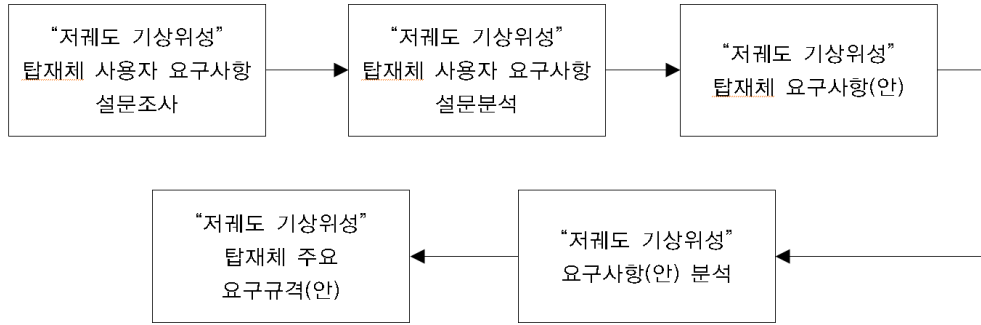 “저궤도 기상위성”
탑재체 사용자 요구사항
설문조사
“저궤도 기상위성”
탑재체 사용자 요구사항
설문분석
“저궤도 기상위성”
탑재체 요구사항(안)
“저궤도 기상위성”
요구사항(안) 분석
“저궤도 기상위성”
탑재체 주요
요구규격(안)